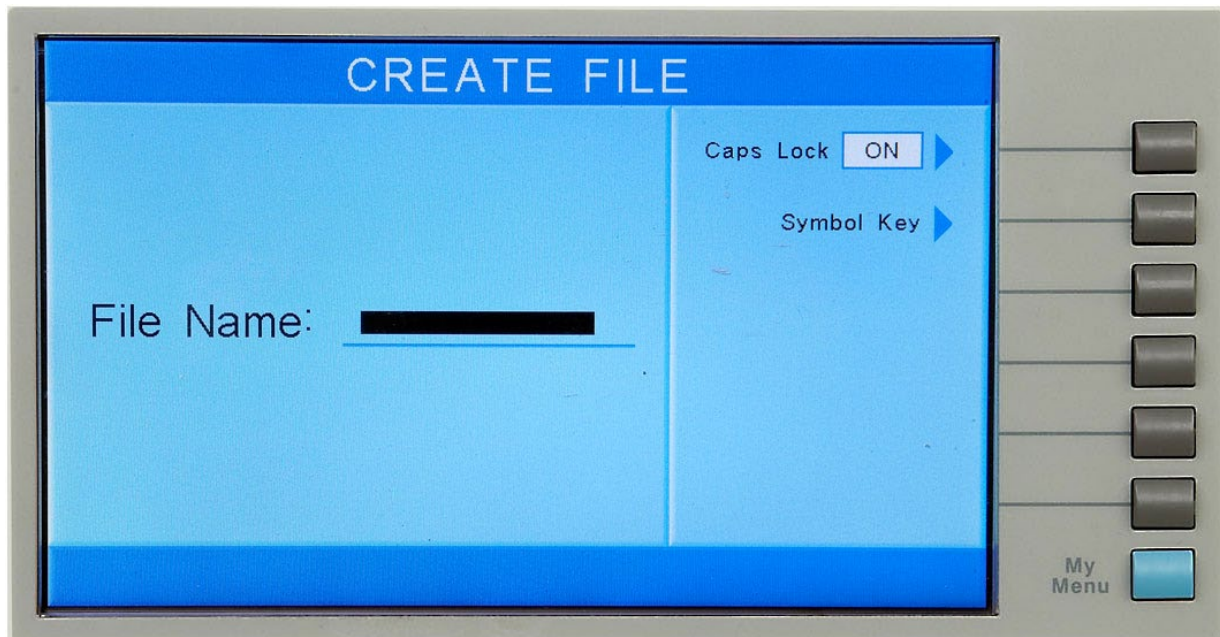 CREATE FILE
Caps Lock ON
Symbol Key
File Name:
My
Menu